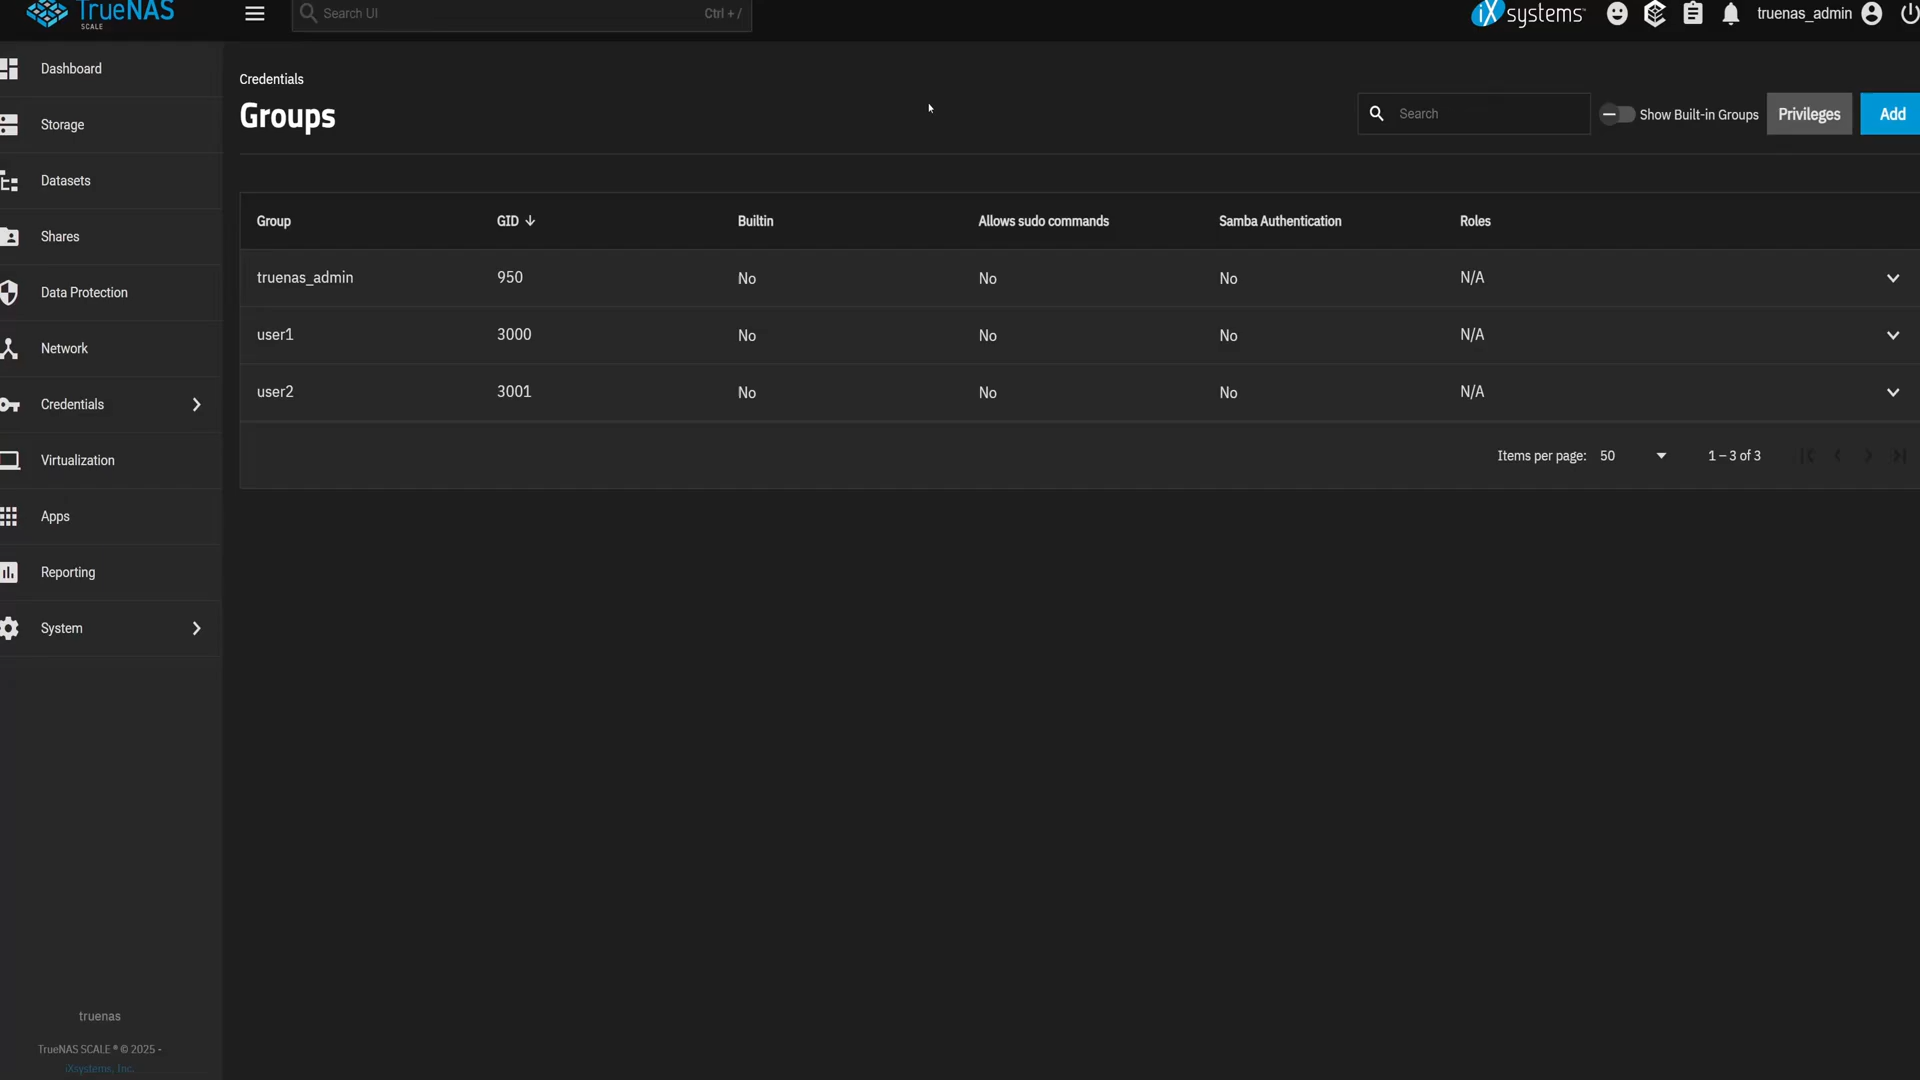 TrueNAS
SCALE
Search UI
Ctrl + /
iX systems™
truenas_admin
Dashboard
Storage
Datasets
Shares
Data Protection
Network
Credentials
Virtualization
Apps
Reporting
System
truenas
TrueNAS SCALE ® © 2025 -
iXsystems, Inc.
Credentials
Groups
Search
Show Built-in Groups
Privileges
Add
Group GID Builtin Allows sudo commands Samba Authentication Roles
truenas_admin 950 No No No N/A
user1 3000 No No No N/A
user2 3001 No No No N/A
Items per page: 50 1 – 3 of 3